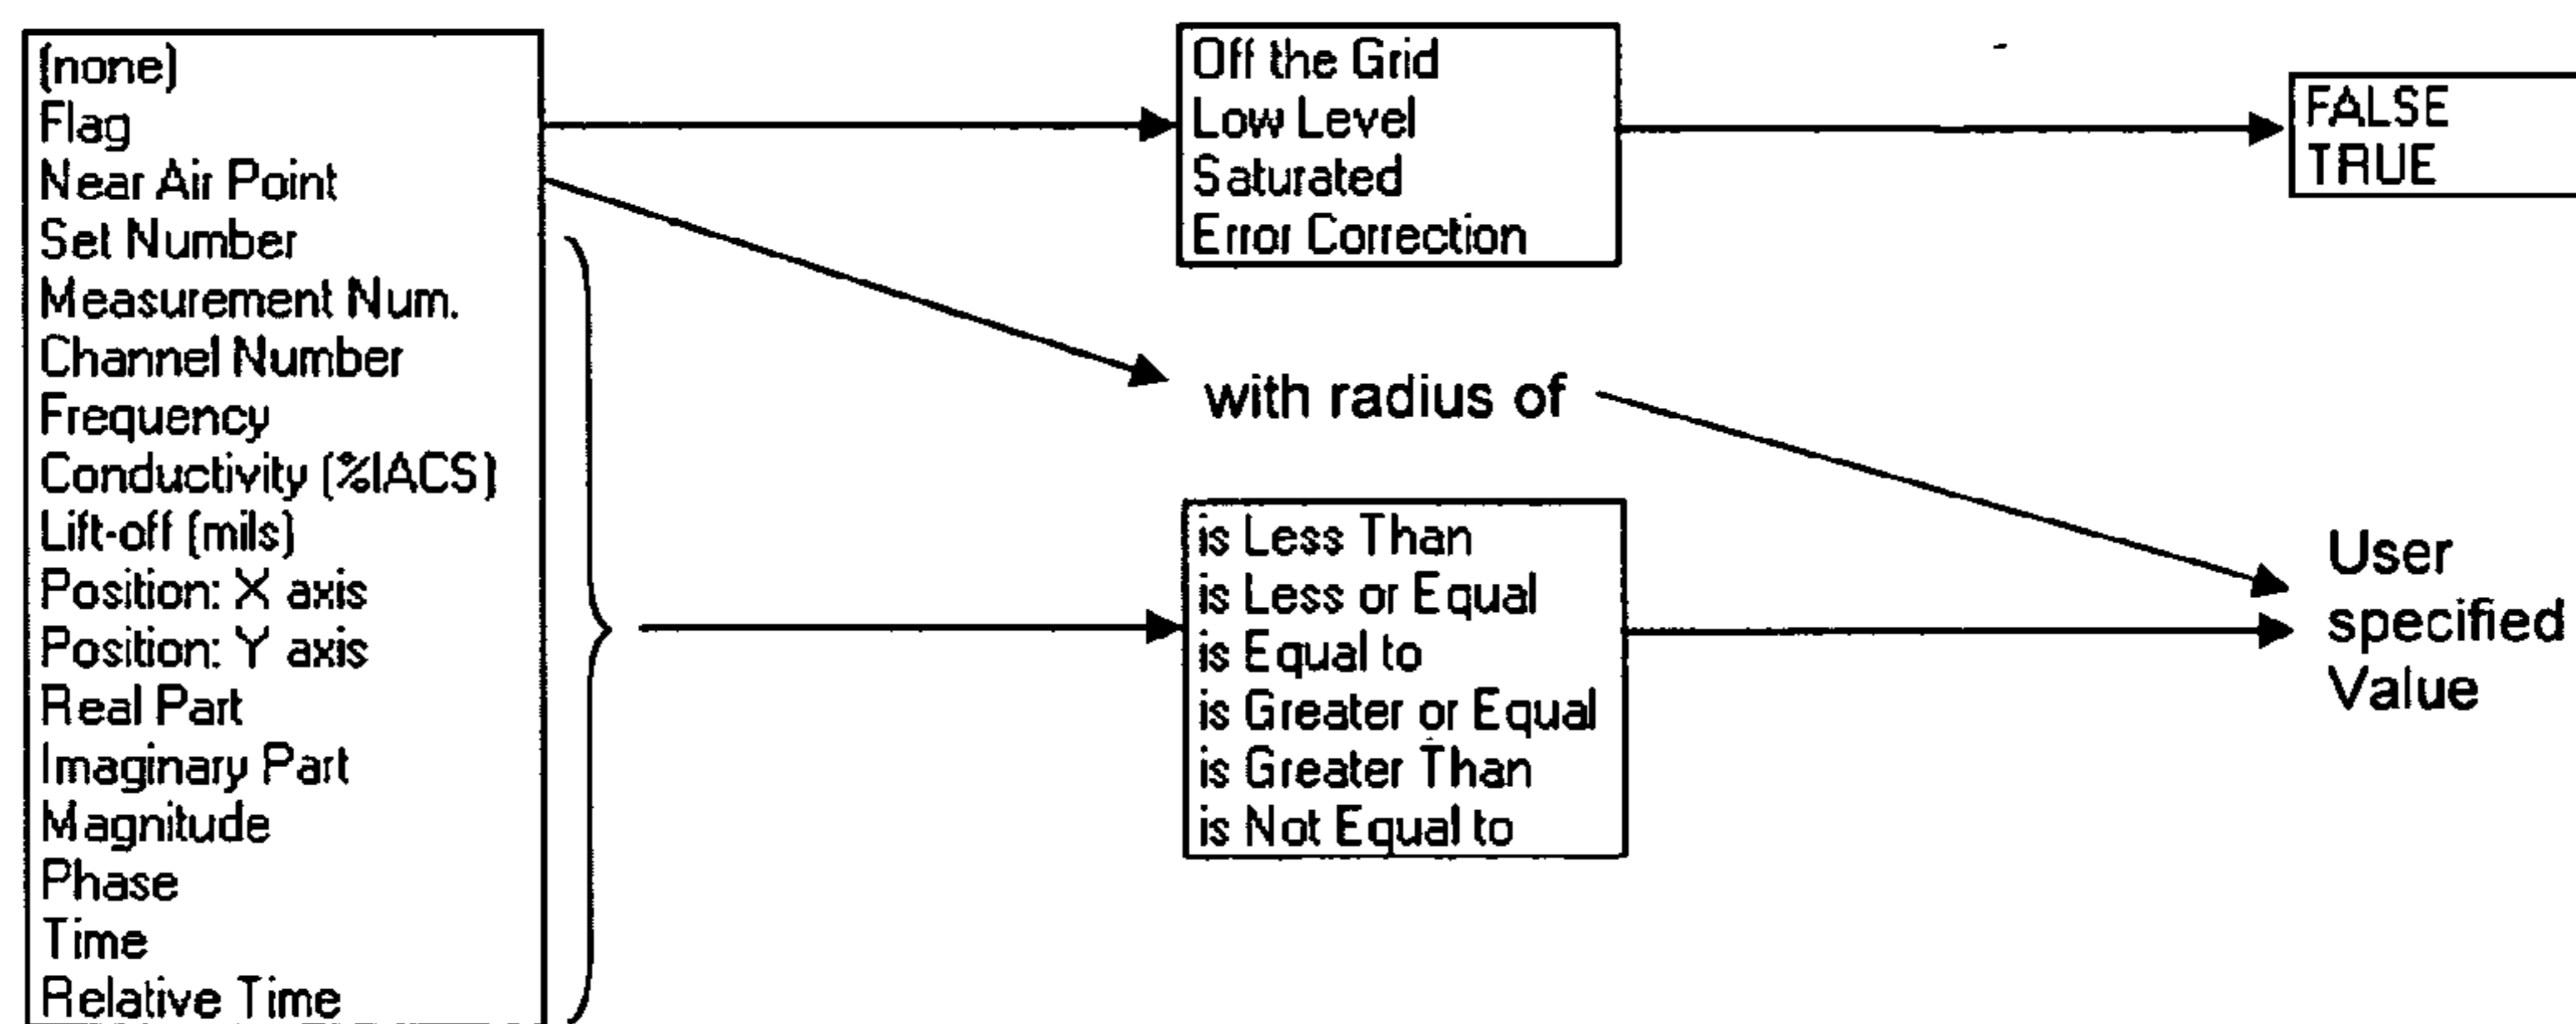 (none)
Flag
Near Air Point
Set Number
Measurement Num.
Channel Number
Frequency
Conductivity (%IACS)
Lift-off (mils)
Position: X axis
Position: Y axis
Real Part
Imaginary Part
Magnitude
Phase
Time
Relative Time
Off the Grid
Low Level
Saturated
Error Correction
with radius of
is Less Than
is Less or Equal
is Equal to
is Greater or Equal
is Greater Than
is Not Equal to
FALSE
TRUE
User
specified
Value